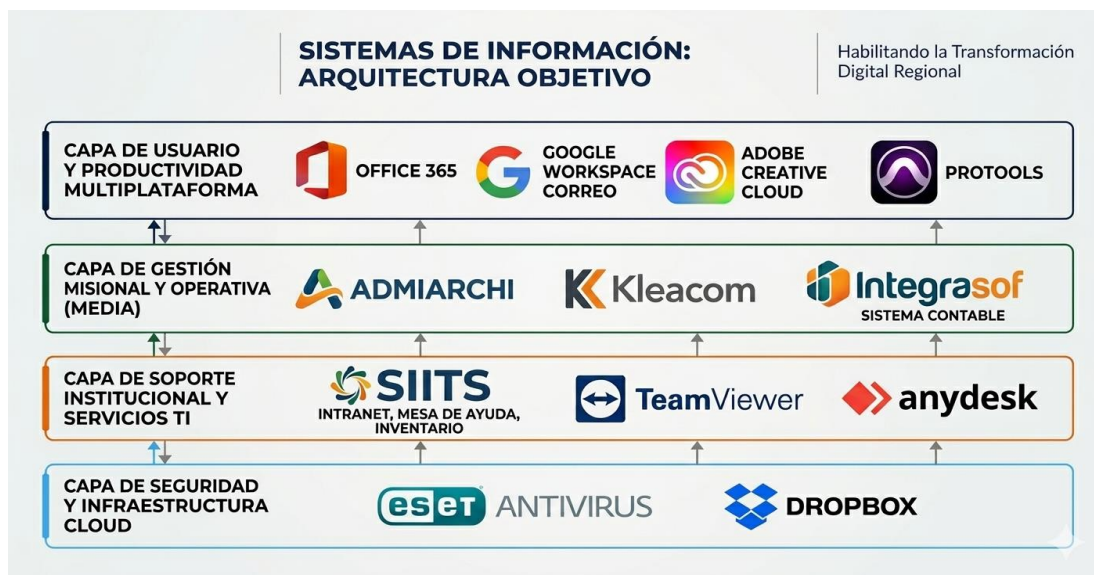 SISTEMAS DE INFORMACIÓN:
ARQUITECTURA OBJETIVO
Habilitando la Transformación
Digital Regional
CAPA DE USUARIO
Y PRODUCTIVIDAD
MULTIPLATAFORMA
OFFICE 365
GOOGLE
WORKSPACE
CORREO
ADOBE
CREATIVE
CLOUD
PROTOOLS
CAPA DE GESTIÓN
MISIONAL Y OPERATIVA
(MEDIA)
ADMIARCHI
Kleacom
Integrasof
SISTEMA CONTABLE
CAPA DE SOPORTE
INSTITUCIONAL Y
SERVICIOS TI
SIITS
INTRANET, MESA DE AYUDA,
INVENTARIO
TeamViewer
anydesk
CAPA DE SEGURIDAD
Y INFRAESTRUCTURA
CLOUD
eset ANTIVIRUS
DROPBOX